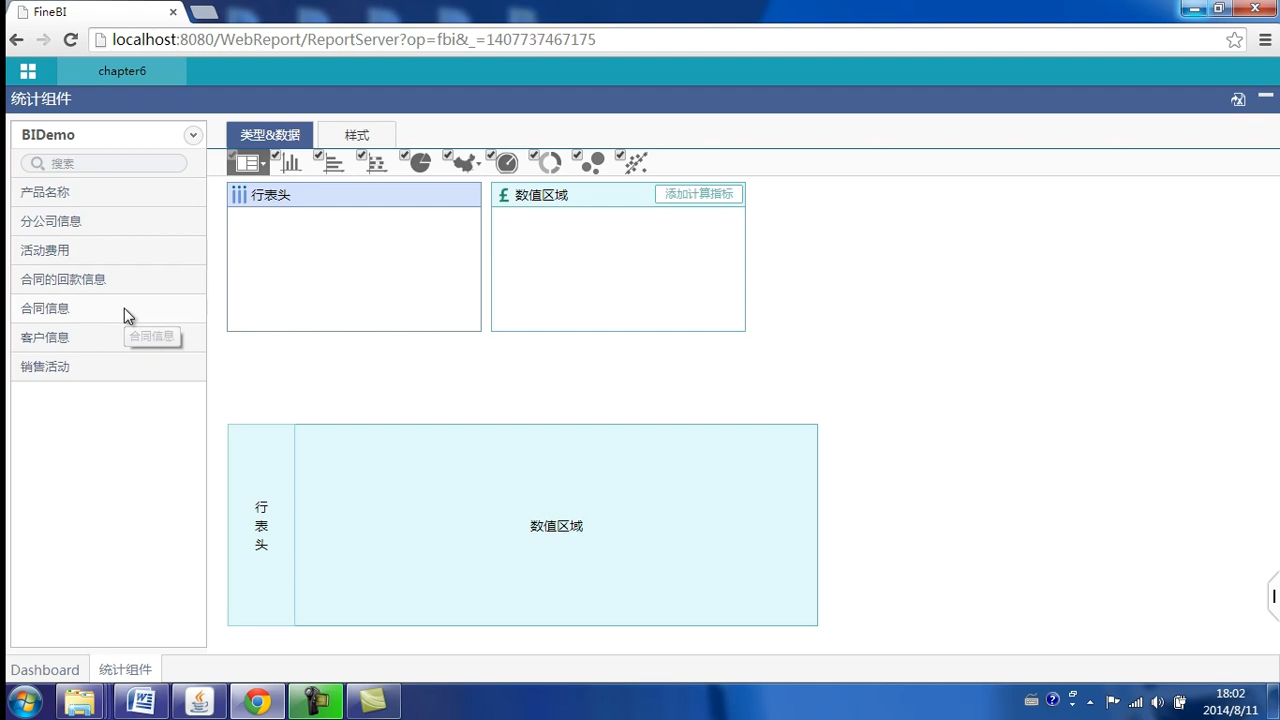 FineBI
localhost:8080/WebReport/ReportServer?op=fbi&_=1407737467175
chapter6
统计组件
BIDemo
类型&数据
样式
搜索
产品名称
分公司信息
活动费用
合同的回款信息
合同信息
客户信息
销售活动
合同信息
行表头
数值区域
添加计算指标
行
表
头
数值区域
Dashboard
统计组件
18:02
2014/8/11